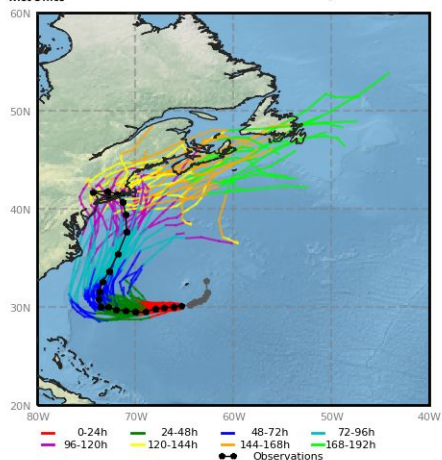 60N
50N
40N
30N
20N
80W 70W 60W 50W 40W
0-24h 24-48h 48-72h 72-96h
96-120h 120-144h 144-168h 168-192h
Observations